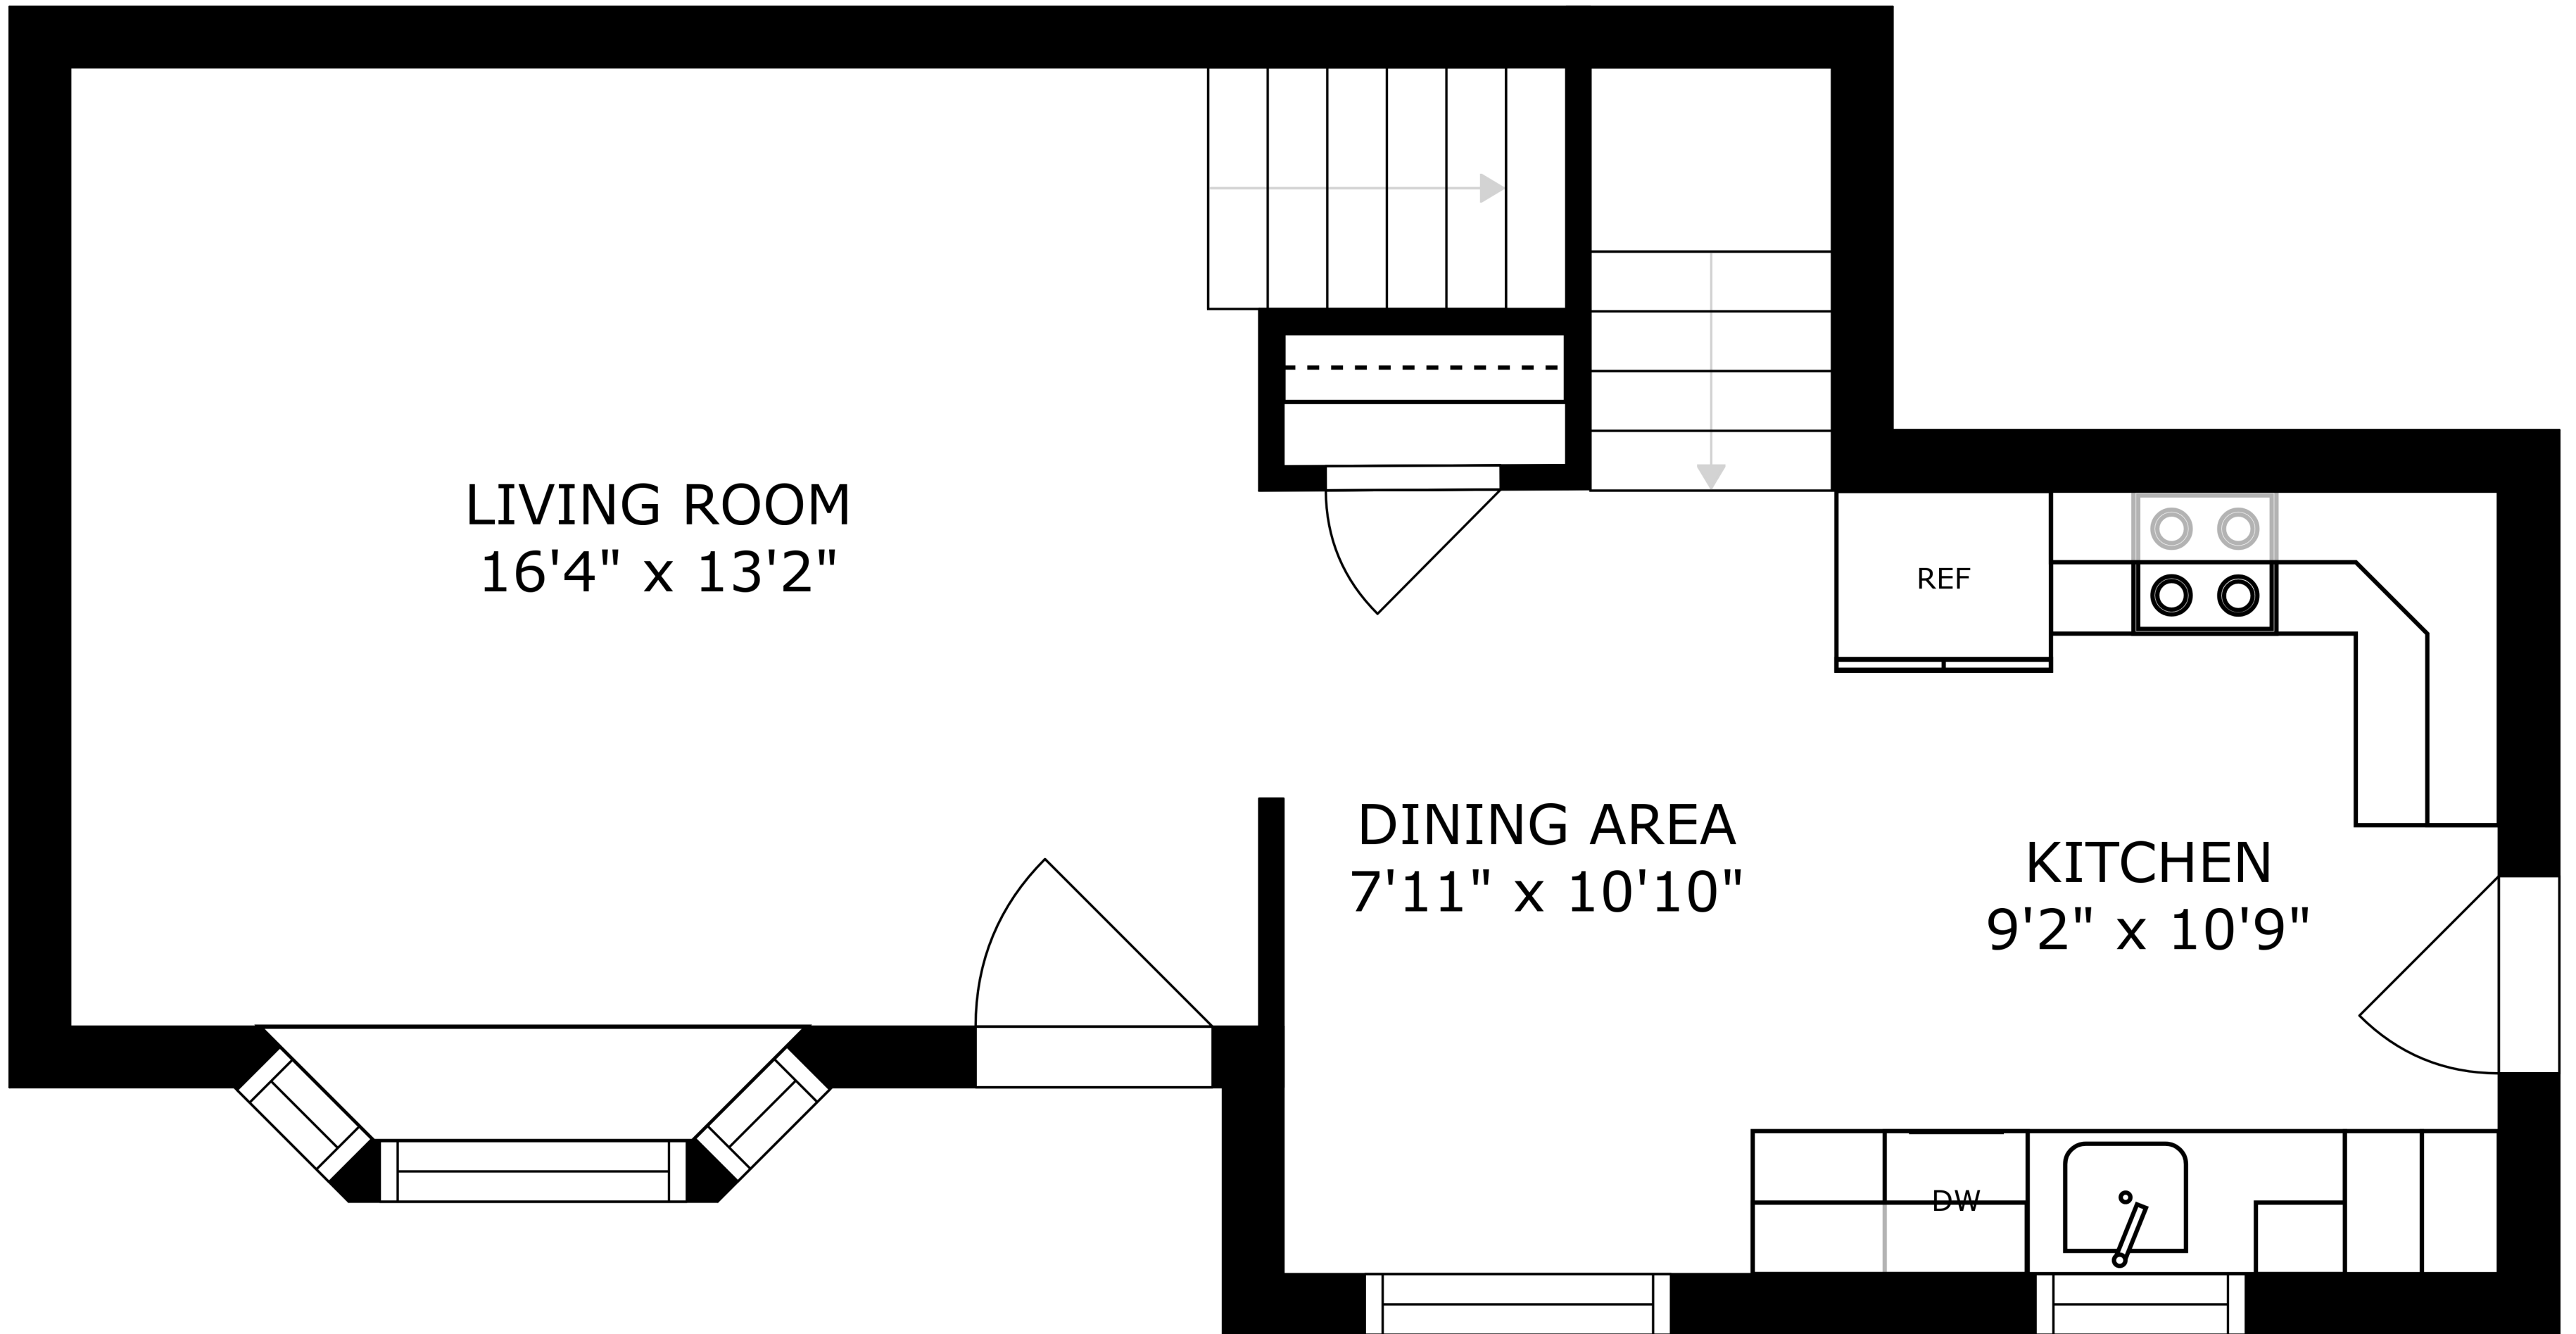 LIVING ROOM
16'4" x 13'2"
REF
DINING AREA
7'11" x 10'10"
KITCHEN
9'2" x 10'9"
DW